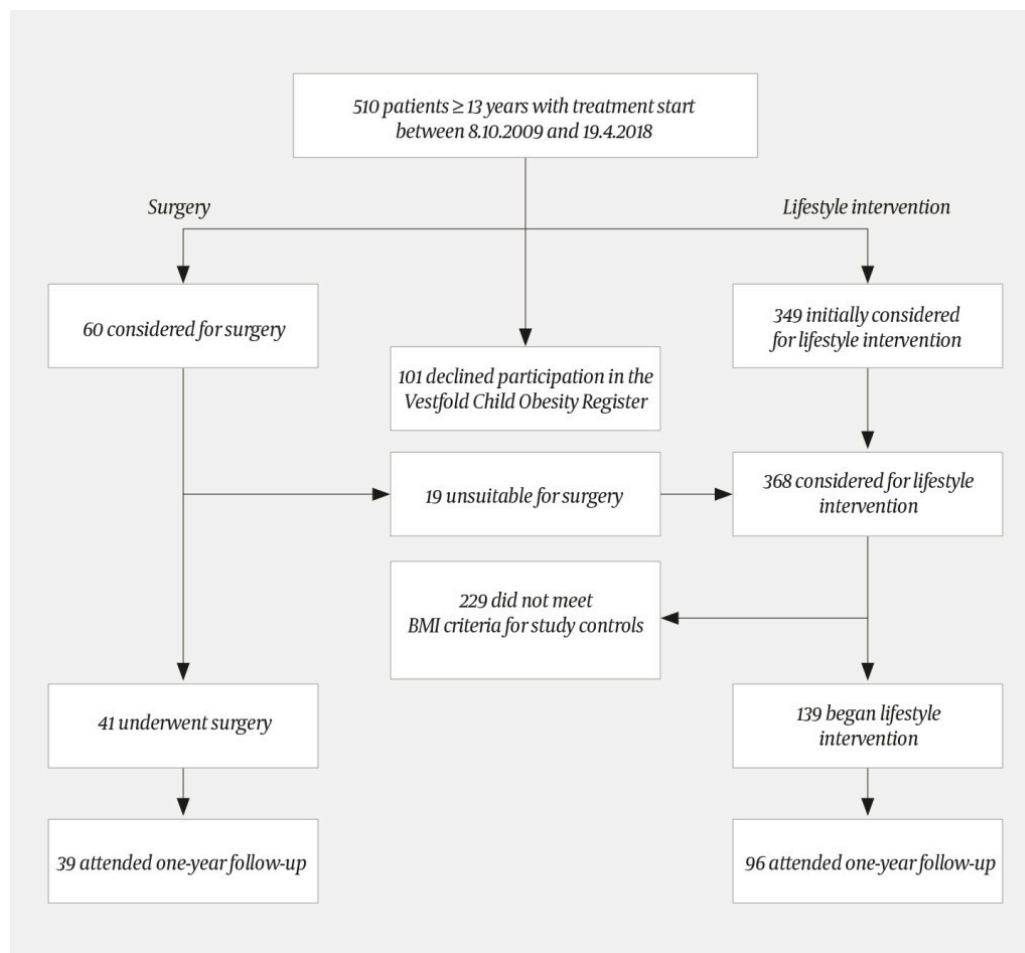 510 patients ≥ 13 years with treatment start
between 8.10.2009 and 19.4.2018
Surgery
Lifestyle intervention
60 considered for surgery
349 initially considered
for lifestyle intervention
101 declined participation in the
Vestfold Child Obesity Register
19 unsuitable for surgery
368 considered for lifestyle
intervention
229 did not meet
BMI criteria for study controls
41 underwent surgery
139 began lifestyle
intervention
39 attended one-year follow-up
96 attended one-year follow-up